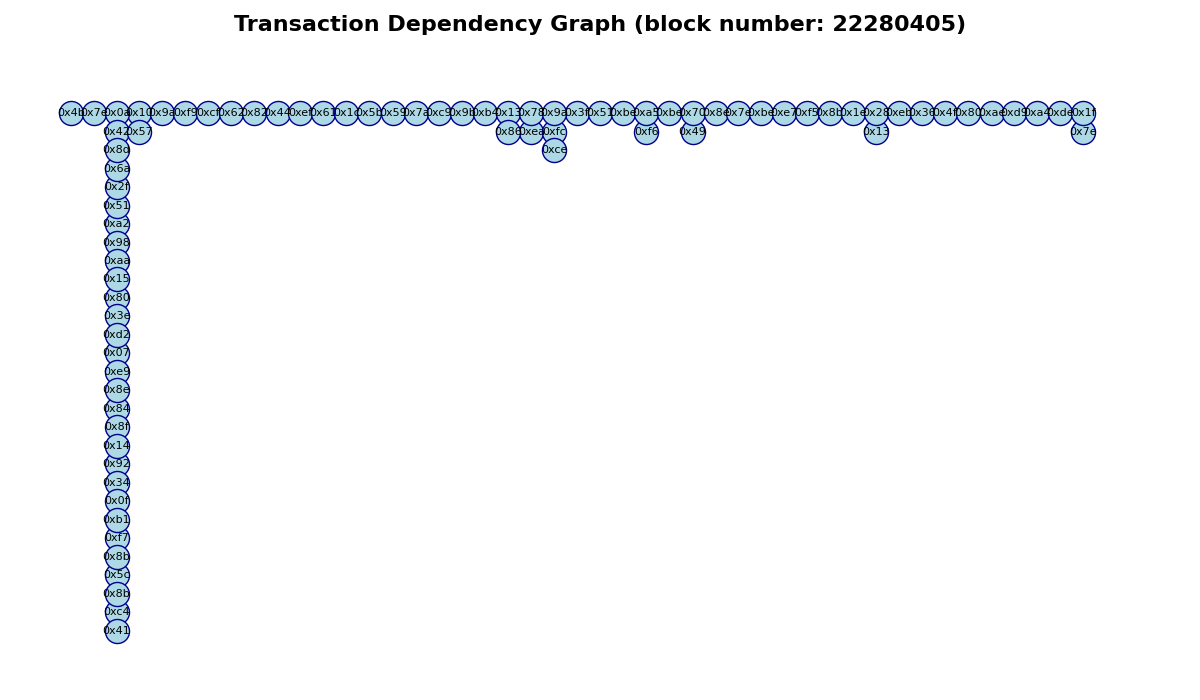 Transaction Dependency Graph (block number: 22280405)
0x4b 0x7e 0x0a 0x10 0x9a 0xf9 0xcf 0x62 0x82 0x44 0xef 0x61 0x1c 0x5b 0x59 0x7a 0xc9 0x9b 0xb4 0x13 0x78 0x9a 0x3f 0x51 0xbe 0xa5 0xbe 0x70 0x8e 0x7e 0xbe 0xe7 0xf5 0x8b 0x1e 0x28 0xeb 0x36 0x4f 0x80 0xae 0xd9 0xa4 0xde 0x1f
0x42 0x57 0x86 0xea 0xfc 0xf6 0x49 0x13 0x7e
0x8d 0xce
0x6a
0x2f
0x51
0xa2
0x98
0xaa
0x15
0x80
0x3e
0xd2
0x07
0xe9
0x8e
0x84
0x8f
0x14
0x92
0x34
0x0f
0xb1
0xf7
0x8b
0x5c
0x8b
0xc4
0x41